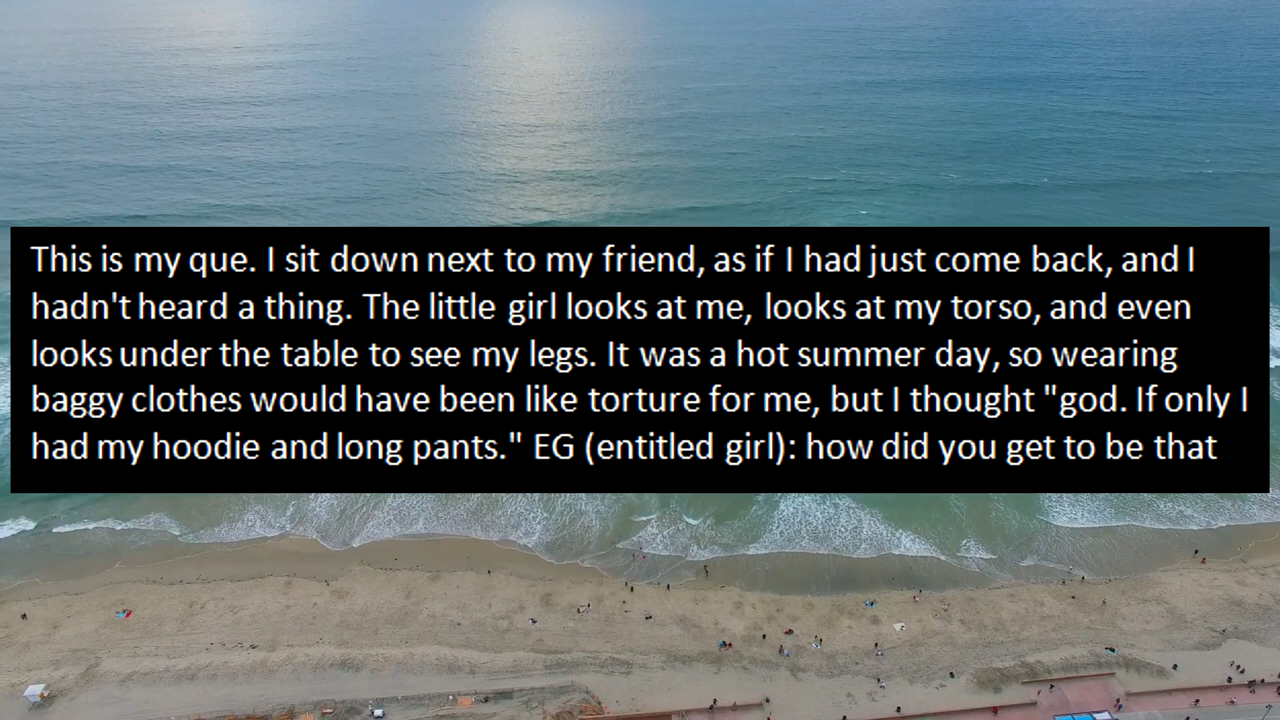 This is my que. I sit down next to my friend, as if I had just come back, and I
hadn't heard a thing. The little girl looks at me, looks at my torso, and even
looks under the table to see my legs. It was a hot summer day, so wearing
baggy clothes would have been like torture for me, but I thought "god. If only I
had my hoodie and long pants." EG (entitled girl): how did you get to be that